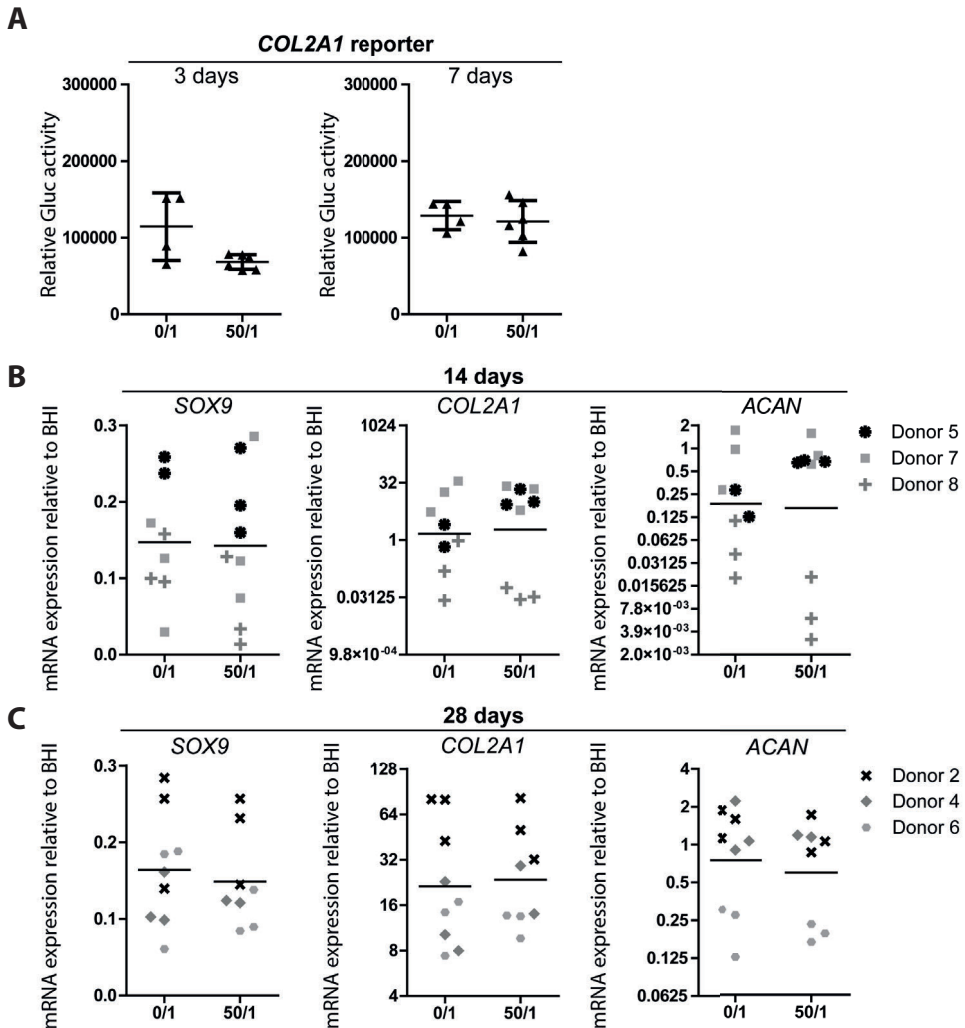 A
COL2A1 reporter
3 days
7 days
Relative Gluc activity
300000
200000
100000
0
0/1
50/1
Relative Gluc activity
300000
200000
100000
0
0/1
50/1
B
14 days
SOX9
COL2A1
ACAN
mRNA expression relative to BHI
0.3
0.2
0.1
0.0
0/1
50/1
mRNA expression relative to BHI
1024
32
1
0.03125
9.8×10⁻⁰⁴
0/1
50/1
mRNA expression relative to BHI
2
1
0.5
0.25
0.125
0.0625
0.03125
0.015625
7.8×10⁻⁰³
3.9×10⁻⁰³
2.0×10⁻⁰³
0/1
50/1
Donor 5
Donor 7
Donor 8
C
28 days
SOX9
COL2A1
ACAN
mRNA expression relative to BHI
0.3
0.2
0.1
0.0
0/1
50/1
mRNA expression relative to BHI
128
64
32
16
8
4
0/1
50/1
mRNA expression relative to BHI
4
2
1
0.5
0.25
0.125
0.0625
0/1
50/1
Donor 2
Donor 4
Donor 6